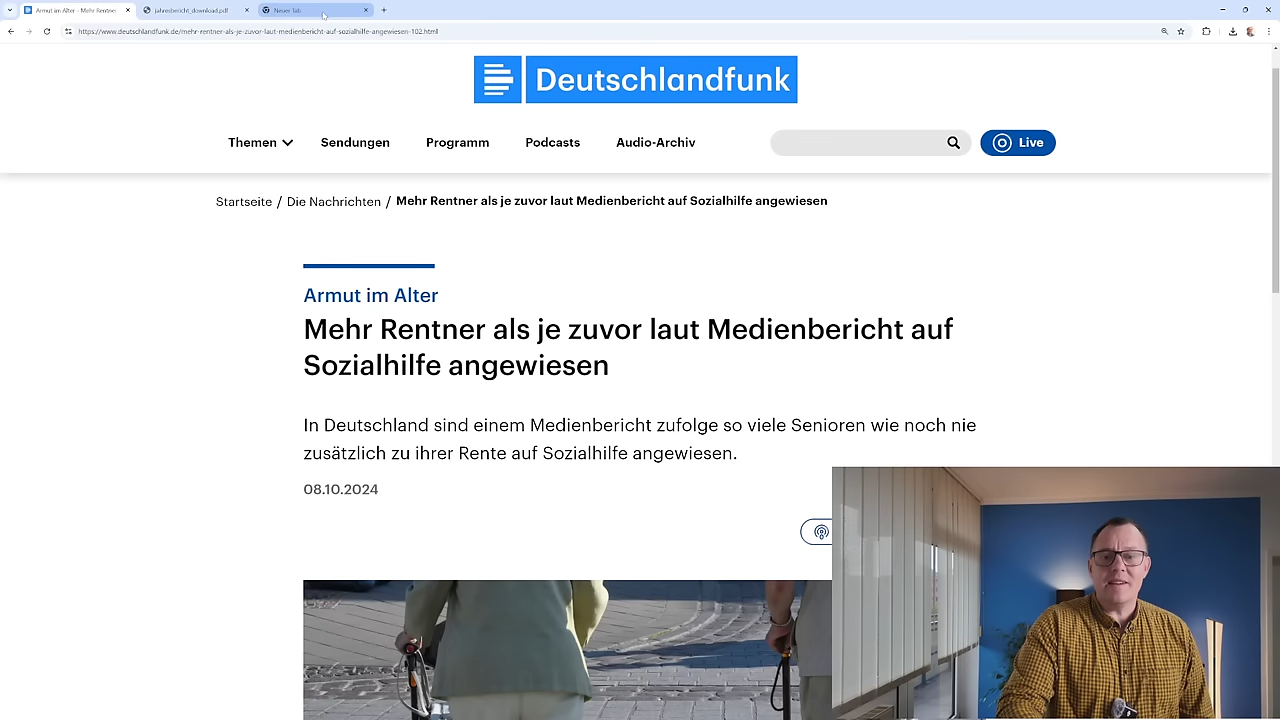 Armut im Alter - Mehr Rentner
jahresbericht_download.pdf
Neuer Tab
https://www.deutschlandfunk.de/mehr-rentner-als-je-zuvor-laut-medienbericht-auf-sozialhilfe-angewiesen-102.html
Deutschlandfunk
Themen
Sendungen
Programm
Podcasts
Audio-Archiv
Live
Startseite / Die Nachrichten / Mehr Rentner als je zuvor laut Medienbericht auf Sozialhilfe angewiesen
Armut im Alter
Mehr Rentner als je zuvor laut Medienbericht auf
Sozialhilfe angewiesen
In Deutschland sind einem Medienbericht zufolge so viele Senioren wie noch nie
zusätzlich zu ihrer Rente auf Sozialhilfe angewiesen.
08.10.2024